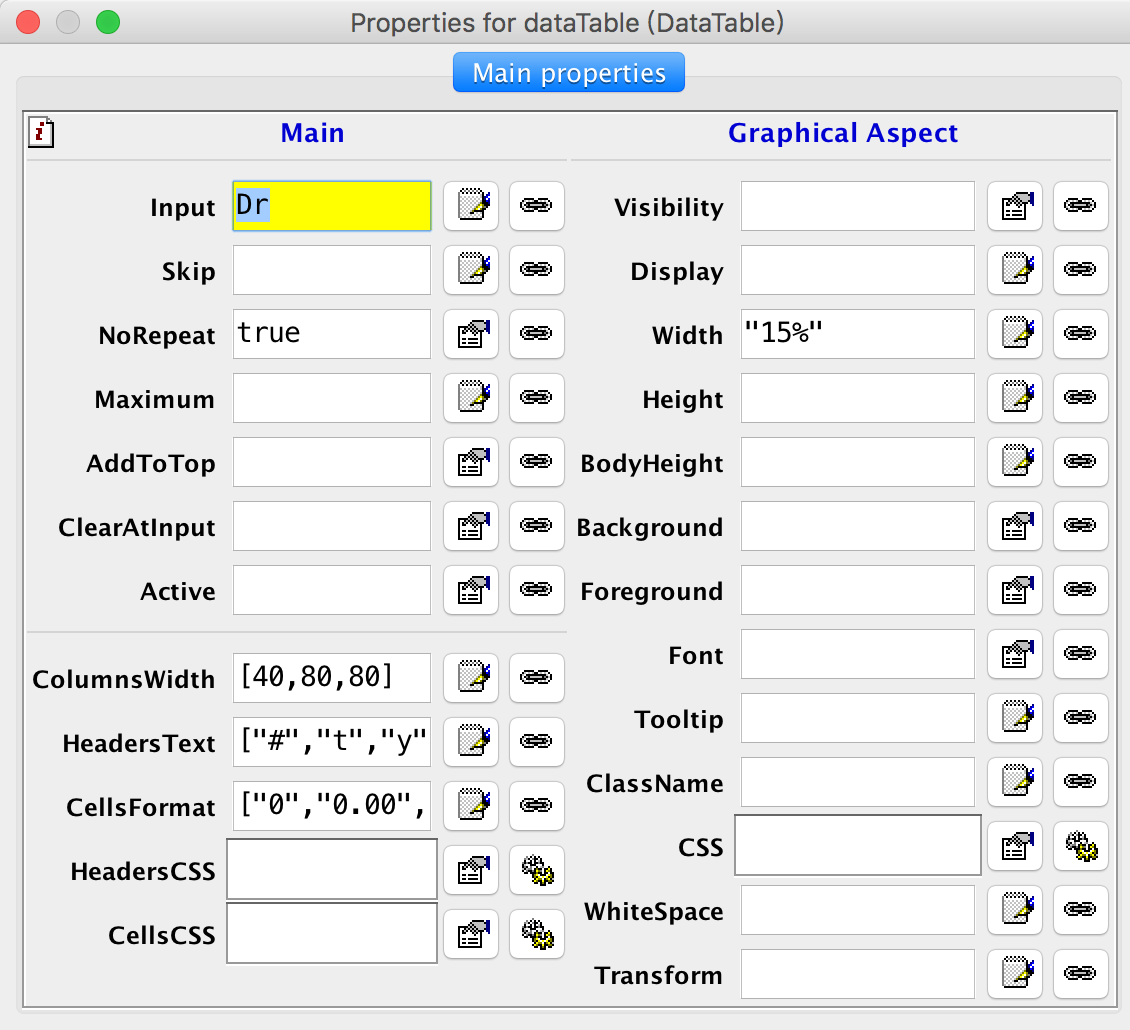 Properties for dataTable (DataTable)
Main properties
Main
Input Dr
Skip
NoRepeat true
Maximum
AddToTop
ClearAtInput
Active
ColumnsWidth [40,80,80]
HeadersText ["#","t","y"
CellsFormat ["0","0.00",
HeadersCSS
CellsCSS
Graphical Aspect
Visibility
Display
Width "15%"
Height
BodyHeight
Background
Foreground
Font
Tooltip
ClassName
CSS
WhiteSpace
Transform